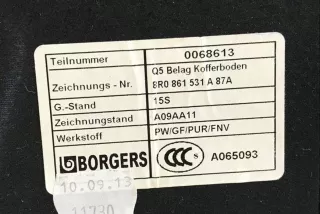 Teilnummer 0068613
Q5 Belag Kofferboden
Zeichnungs - Nr. 8R0 861 531 A 87A
G.-Stand 15S
Zeichnungstand A09AA11
Werkstoff PW/GF/PUR/FNV
BORGERS CCC S A065093
10.09.13
11730